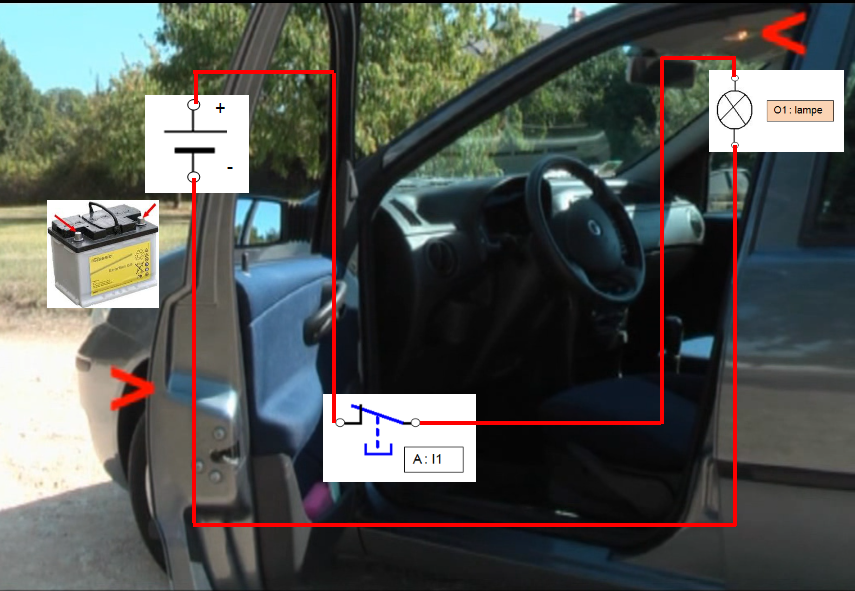 +
-
O1 : lampe
A : I1